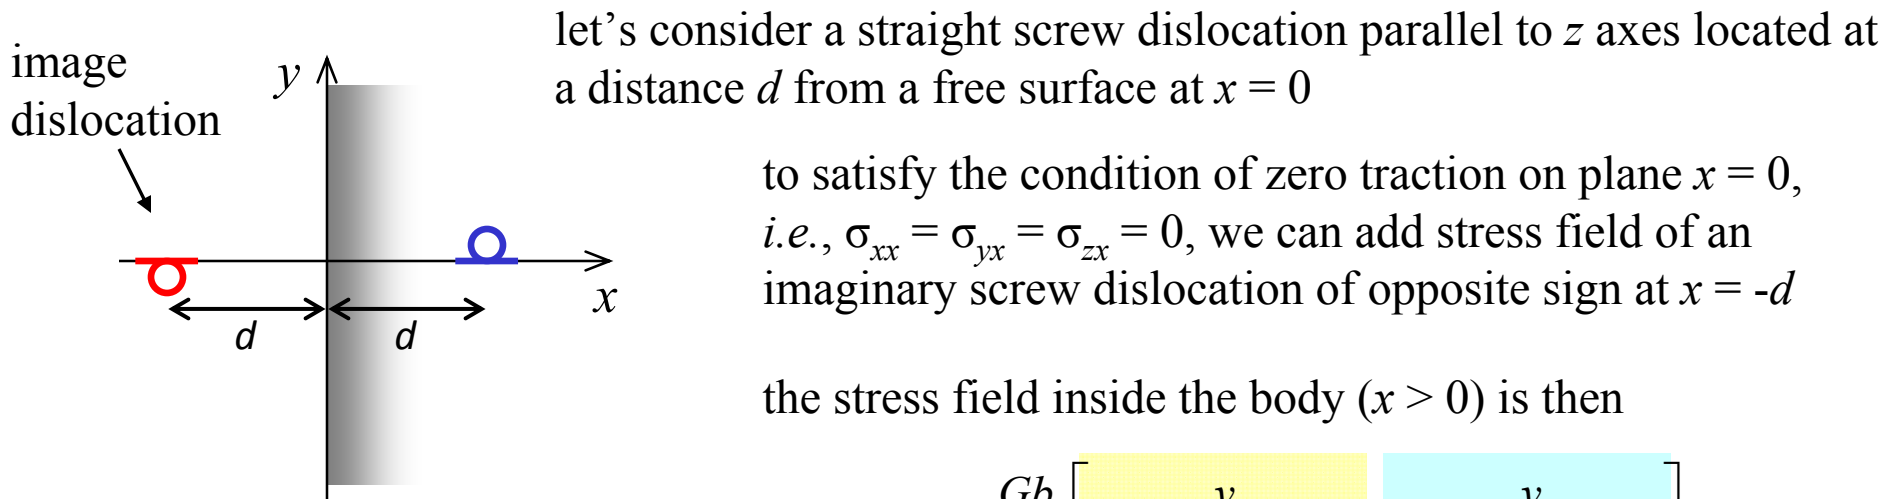 image
dislocation
y
x
d
d
let's consider a straight screw dislocation parallel to z axes located at
a distance d from a free surface at x = 0
to satisfy the condition of zero traction on plane x = 0,
i.e., σxx = σyx = σzx = 0, we can add stress field of an
imaginary screw dislocation of opposite sign at x = -d
the stress field inside the body (x > 0) is then
Gb [ y y ]